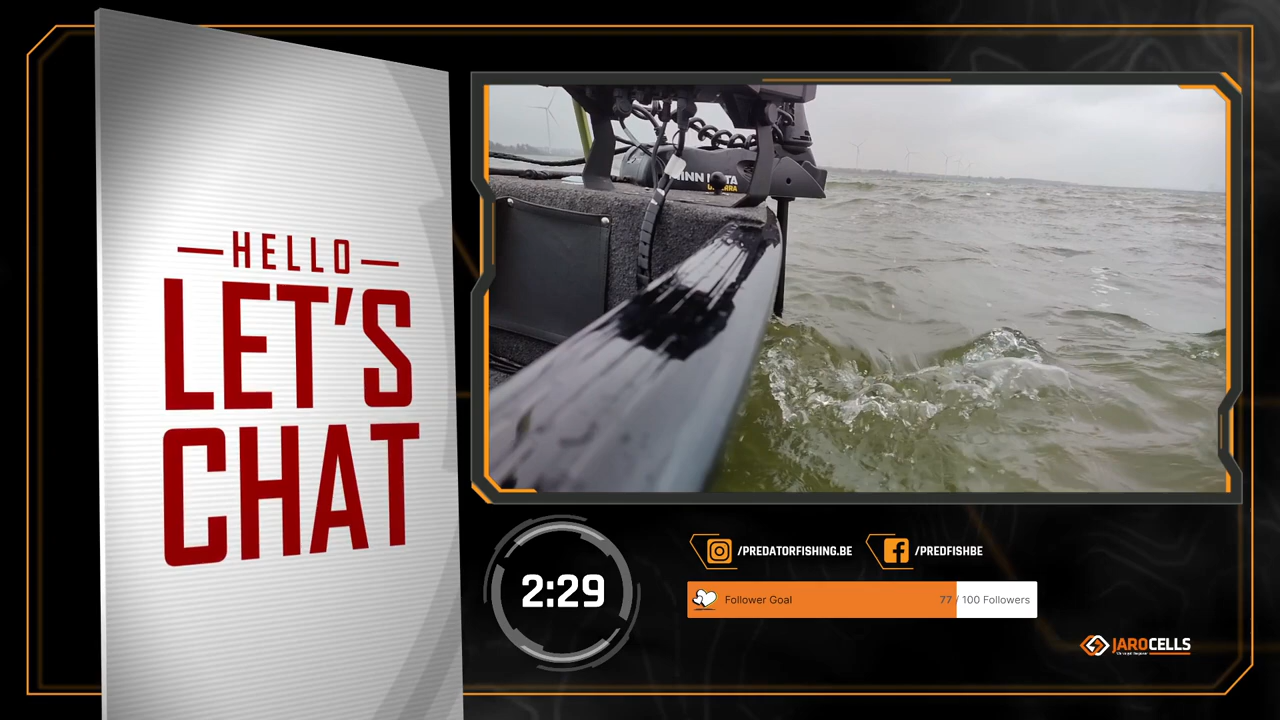 HELLO
LET'S
CHAT
2:29
/PREDATORFISHING.BE
/PREDFISHBE
Follower Goal
77 / 100 Followers
JAROCELLS